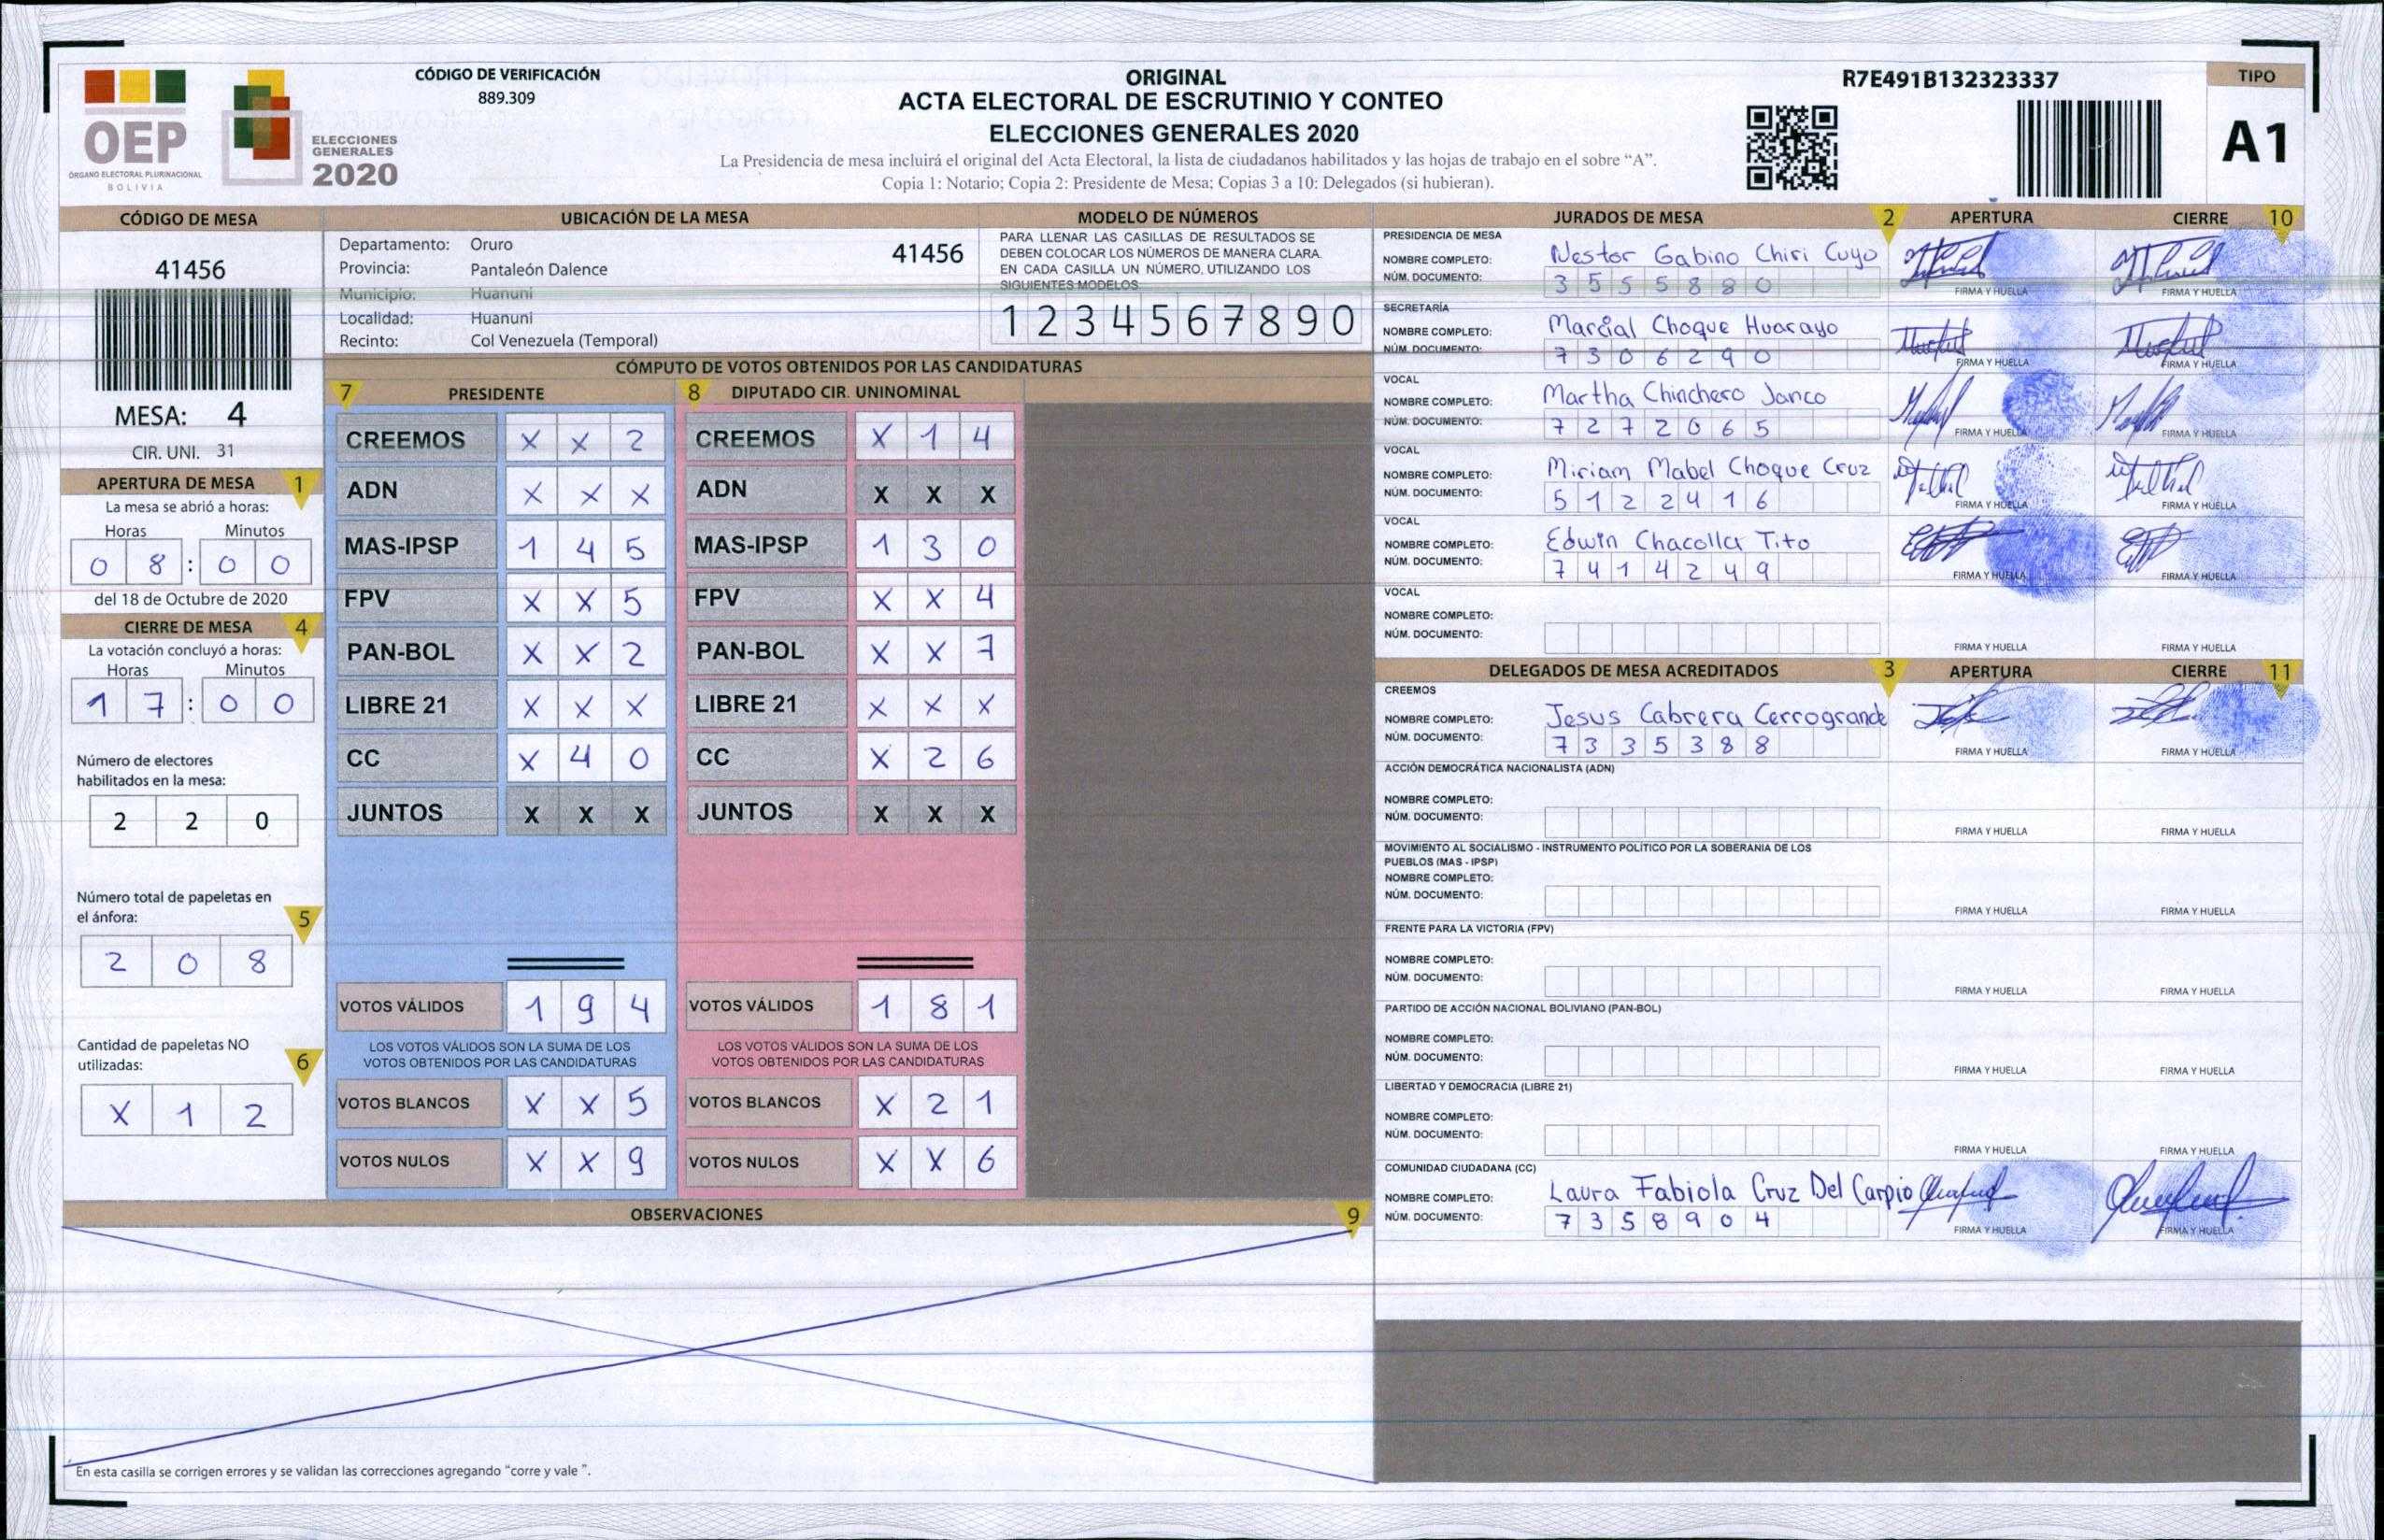 OEP
ÓRGANO ELECTORAL PLURINACIONAL
BOLIVIA
ELECCIONES
GENERALES
2020
CÓDIGO DE VERIFICACIÓN
889.309
ORIGINAL
ACTA ELECTORAL DE ESCRUTINIO Y CONTEO
ELECCIONES GENERALES 2020
La Presidencia de mesa incluirá el original del Acta Electoral, la lista de ciudadanos habilitados y las hojas de trabajo en el sobre “A”.
Copia 1: Notario; Copia 2: Presidente de Mesa; Copias 3 a 10: Delegados (si hubieran).
R7E491B132323337
TIPO
A1
CÓDIGO DE MESA
41456
MESA: 4
CIR. UNI. 31
UBICACIÓN DE LA MESA
Departamento: Oruro
41456
Provincia: Pantaleón Dalence
Municipio: Huanuni
Localidad: Huanuni
Recinto: Col Venezuela (Temporal)
MODELO DE NÚMEROS
PARA LLENAR LAS CASILLAS DE RESULTADOS SE
DEBEN COLOCAR LOS NÚMEROS DE MANERA CLARA.
EN CADA CASILLA UN NÚMERO. UTILIZANDO LOS
SIGUIENTES MODELOS
1 2 3 4 5 6 7 8 9 0
APERTURA DE MESA 1
La mesa se abrió a horas:
Horas Minutos
0 8 : 0 0
del 18 de Octubre de 2020
CIERRE DE MESA 4
La votación concluyó a horas:
Horas Minutos
1 7 : 0 0
Número de electores
habilitados en la mesa:
2 2 0
Número total de papeletas en
el ánfora: 5
2 0 8
Cantidad de papeletas NO
utilizadas: 6
X 1 2
CÓMPUTO DE VOTOS OBTENIDOS POR LAS CANDIDATURAS
7 PRESIDENTE
CREEMOS X X 2
ADN X X X
MAS-IPSP 1 4 5
FPV X X 5
PAN-BOL X X 2
LIBRE 21 X X X
CC X 4 0
JUNTOS X X X
VOTOS VÁLIDOS 1 9 4
LOS VOTOS VÁLIDOS SON LA SUMA DE LOS
VOTOS OBTENIDOS POR LAS CANDIDATURAS
VOTOS BLANCOS X X 5
VOTOS NULOS X X 9
8 DIPUTADO CIR. UNINOMINAL
CREEMOS X 1 4
ADN X X X
MAS-IPSP 1 3 0
FPV X X 4
PAN-BOL X X 7
LIBRE 21 X X X
CC X 2 6
JUNTOS X X X
VOTOS VÁLIDOS 1 8 1
LOS VOTOS VÁLIDOS SON LA SUMA DE LOS
VOTOS OBTENIDOS POR LAS CANDIDATURAS
VOTOS BLANCOS X 2 1
VOTOS NULOS X X 6
OBSERVACIONES 9
En esta casilla se corrigen errores y se validan las correcciones agregando “corre y vale ”.
JURADOS DE MESA 2 APERTURA CIERRE 10
PRESIDENCIA DE MESA
NOMBRE COMPLETO: Nestor Gabino Chiri Cuyo
NÚM. DOCUMENTO: 3 5 5 5 8 8 0
FIRMA Y HUELLA FIRMA Y HUELLA
SECRETARÍA
NOMBRE COMPLETO: Marcial Choque Huarayo
NÚM. DOCUMENTO: 7 3 0 6 2 9 0
FIRMA Y HUELLA FIRMA Y HUELLA
VOCAL
NOMBRE COMPLETO: Martha Chinchero Janco
NÚM. DOCUMENTO: 7 2 7 2 0 6 5
FIRMA Y HUELLA FIRMA Y HUELLA
VOCAL
NOMBRE COMPLETO: Miriam Mabel Choque Cruz
NÚM. DOCUMENTO: 5 1 2 2 4 1 6
FIRMA Y HUELLA FIRMA Y HUELLA
VOCAL
NOMBRE COMPLETO: Edwin Chacolla Tito
NÚM. DOCUMENTO: 7 4 1 4 2 4 9
FIRMA Y HUELLA FIRMA Y HUELLA
VOCAL
NOMBRE COMPLETO:
NÚM. DOCUMENTO:
FIRMA Y HUELLA FIRMA Y HUELLA
DELEGADOS DE MESA ACREDITADOS 3 APERTURA CIERRE 11
CREEMOS
NOMBRE COMPLETO: Jesus Cabrera Cerrogrande
NÚM. DOCUMENTO: 7 3 3 5 3 8 8
FIRMA Y HUELLA FIRMA Y HUELLA
ACCIÓN DEMOCRÁTICA NACIONALISTA (ADN)
NOMBRE COMPLETO:
NÚM. DOCUMENTO:
FIRMA Y HUELLA FIRMA Y HUELLA
MOVIMIENTO AL SOCIALISMO - INSTRUMENTO POLÍTICO POR LA SOBERANIA DE LOS
PUEBLOS (MAS - IPSP)
NOMBRE COMPLETO:
NÚM. DOCUMENTO:
FIRMA Y HUELLA FIRMA Y HUELLA
FRENTE PARA LA VICTORIA (FPV)
NOMBRE COMPLETO:
NÚM. DOCUMENTO:
FIRMA Y HUELLA FIRMA Y HUELLA
PARTIDO DE ACCIÓN NACIONAL BOLIVIANO (PAN-BOL)
NOMBRE COMPLETO:
NÚM. DOCUMENTO:
FIRMA Y HUELLA FIRMA Y HUELLA
LIBERTAD Y DEMOCRACIA (LIBRE 21)
NOMBRE COMPLETO:
NÚM. DOCUMENTO:
FIRMA Y HUELLA FIRMA Y HUELLA
COMUNIDAD CIUDADANA (CC)
NOMBRE COMPLETO: Laura Fabiola Cruz Del Carpio
NÚM. DOCUMENTO: 7 3 5 8 9 0 4
FIRMA Y HUELLA FIRMA Y HUELLA